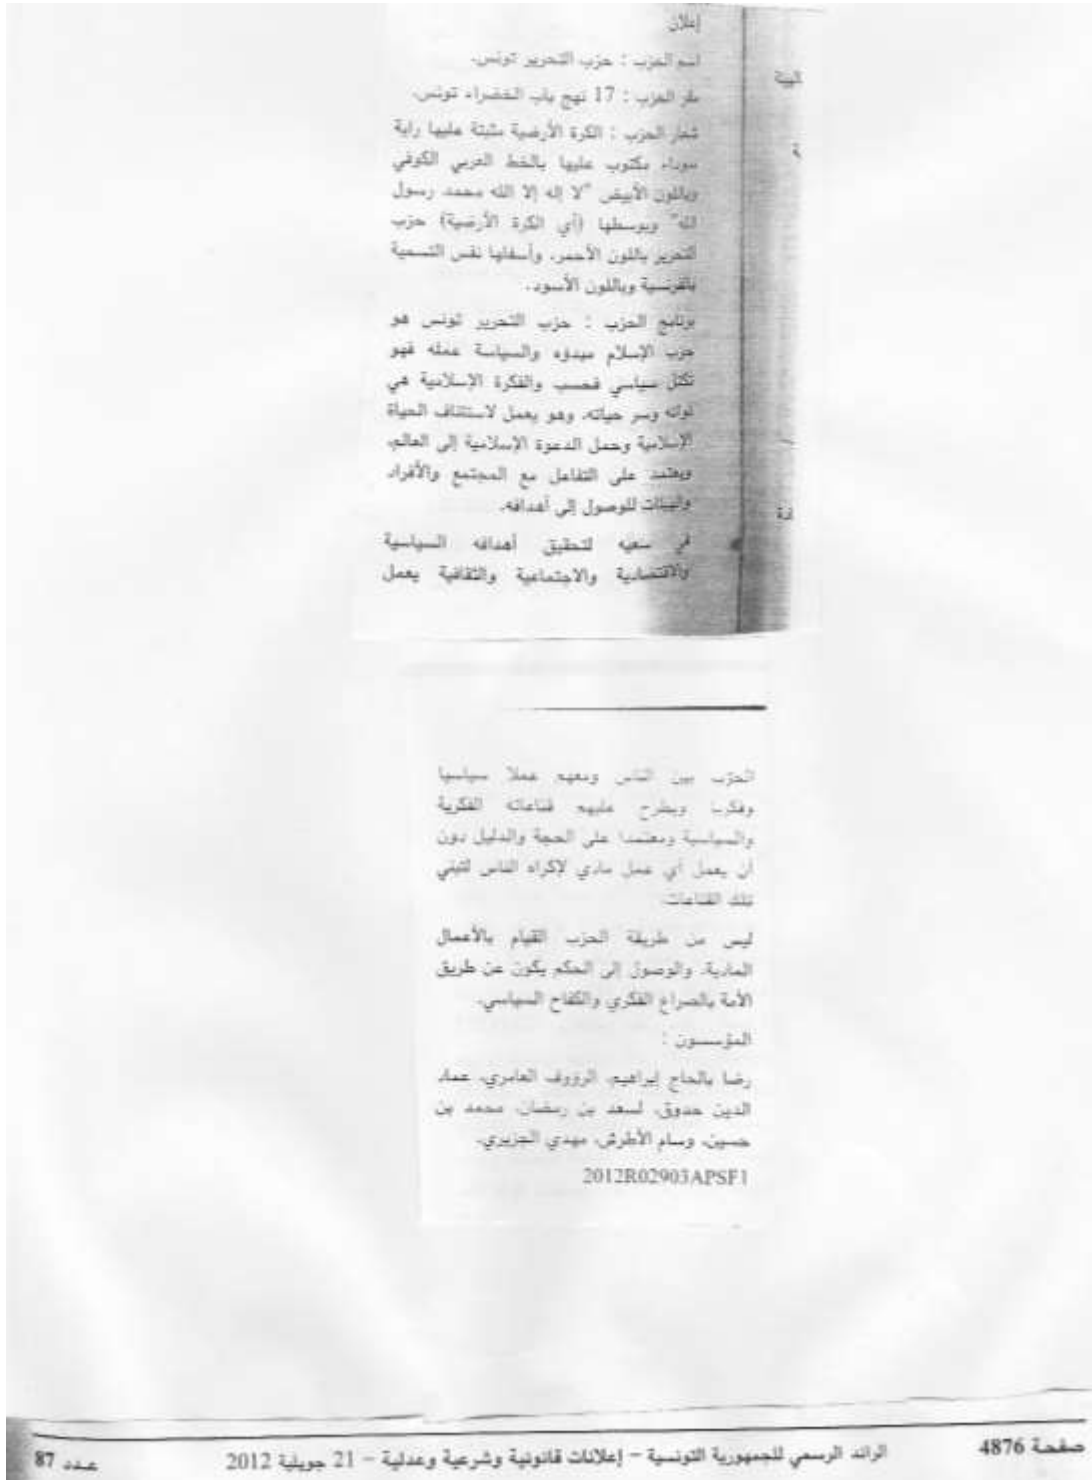 إعلان
اسم الحزب : حزب التحرير تونس.
مقر الحزب : 17 نهج باب الخضراء تونس.
شعار الحزب : الكرة الأرضية مثبتة عليها راية
سوداء مكتوب عليها بالخط العربي الكوفي
وباللون الأبيض "لا إله إلا الله محمد رسول
الله" وبوسطها (أي الكرة الأرضية) حزب
التحرير باللون الأحمر، وأسفلها نفس التسمية
بالفرنسية وباللون الأسود.
برنامج الحزب : حزب التحرير تونس هو
حزب الإسلام مبدؤه والسياسة عمله فهو
تكتل سياسي فحسب والفكرة الإسلامية هي
نواته وسر حياته، وهو يعمل لاستئناف الحياة
الإسلامية وحمل الدعوة الإسلامية إلى العالم،
ويعتمد على التفاعل مع المجتمع والأفراد
والهيئات للوصول إلى أهدافه.
في سعيه لتحقيق أهدافه السياسية
والاقتصادية والاجتماعية والثقافية يعمل
الحزب بين الناس ومعهم عملا سياسيا
وفكريا ويطرح عليهم قناعاته الفكرية
والسياسية ومعتمدا على الحجة والدليل دون
أن يعمل أي عمل مادي لإكراه الناس لتبني
تلك القناعات.
ليس من طريقة الحزب القيام بالأعمال
المادية، والوصول إلى الحكم يكون عن طريق
الأمة بالصراع الفكري والكفاح السياسي.
المؤسسون :
رضا بالحاج إبراهيم، الرؤوف العامري، عماد
الدين حدوق، لسعد بن رمضان، محمد بن
حسين، وسام الأطرش، مهدي الجزيري.
2012R02903APSF1
صفحة 4876 الرائد الرسمي للجمهورية التونسية – إعلانات قانونية وشرعية وعدلية – 21 جويلية 2012 عدد 87